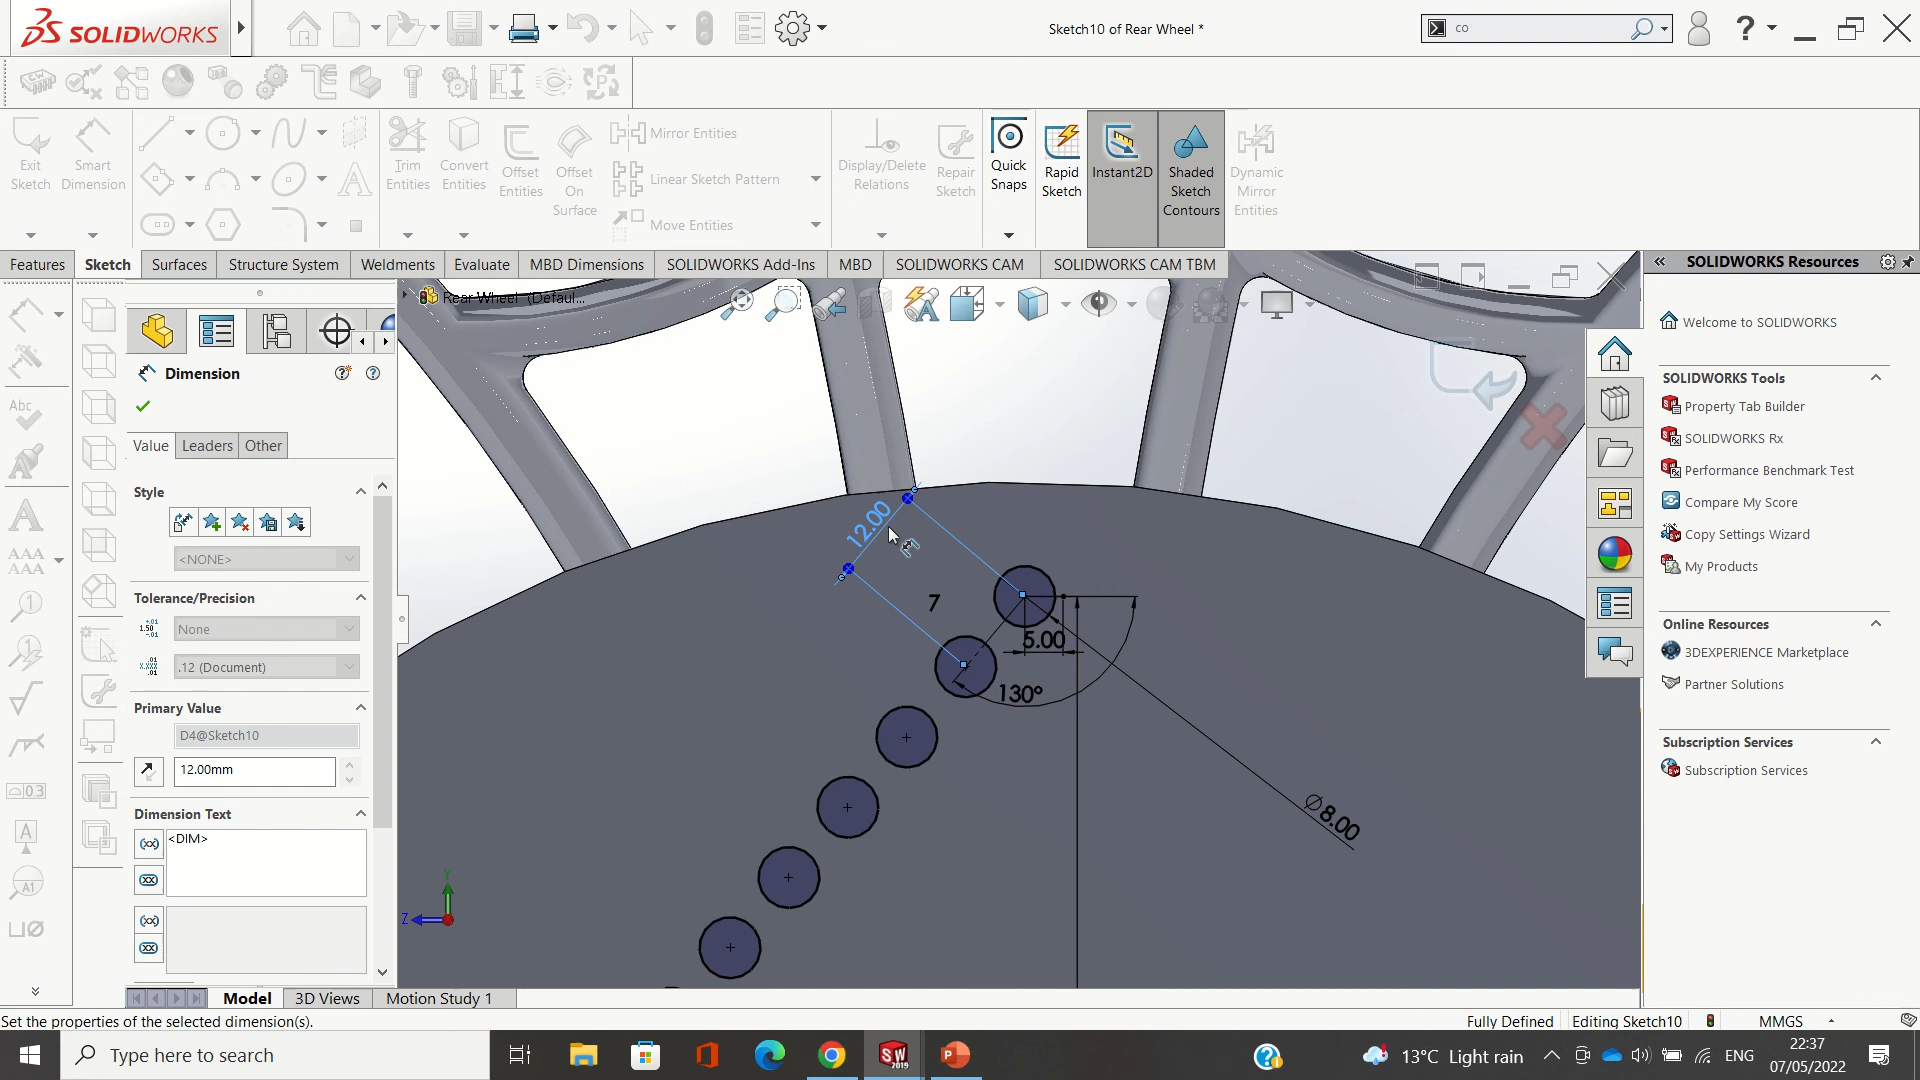 SOLIDWORKS
Sketch10 of Rear Wheel *
co
Exit Sketch
Smart Dimension
Trim Entities
Convert Entities
Offset Entities
Offset On Surface
Mirror Entities
Linear Sketch Pattern
Move Entities
Display/Delete Relations
Repair Sketch
Quick Snaps
Rapid Sketch
Instant2D
Shaded Sketch Contours
Dynamic Mirror Entities
Features
Sketch
Surfaces
Structure System
Weldments
Evaluate
MBD Dimensions
SOLIDWORKS Add-Ins
MBD
SOLIDWORKS CAM
SOLIDWORKS CAM TBM
SOLIDWORKS Resources
Rear Wheel (Defaul...
Welcome to SOLIDWORKS
SOLIDWORKS Tools
Property Tab Builder
SOLIDWORKS Rx
Performance Benchmark Test
Compare My Score
Copy Settings Wizard
My Products
Online Resources
3DEXPERIENCE Marketplace
Partner Solutions
Subscription Services
Subscription Services
Dimension
Value
Leaders
Other
Style
<NONE>
Tolerance/Precision
None
.12 (Document)
Primary Value
D4@Sketch10
12.00mm
Dimension Text
<DIM>
12.00
7
5.00
130°
∅8.00
Y
Z
Model
3D Views
Motion Study 1
Set the properties of the selected dimension(s).
Fully Defined
Editing Sketch10
MMGS
Type here to search
SW 2019
13°C Light rain
ENG
22:37
07/05/2022